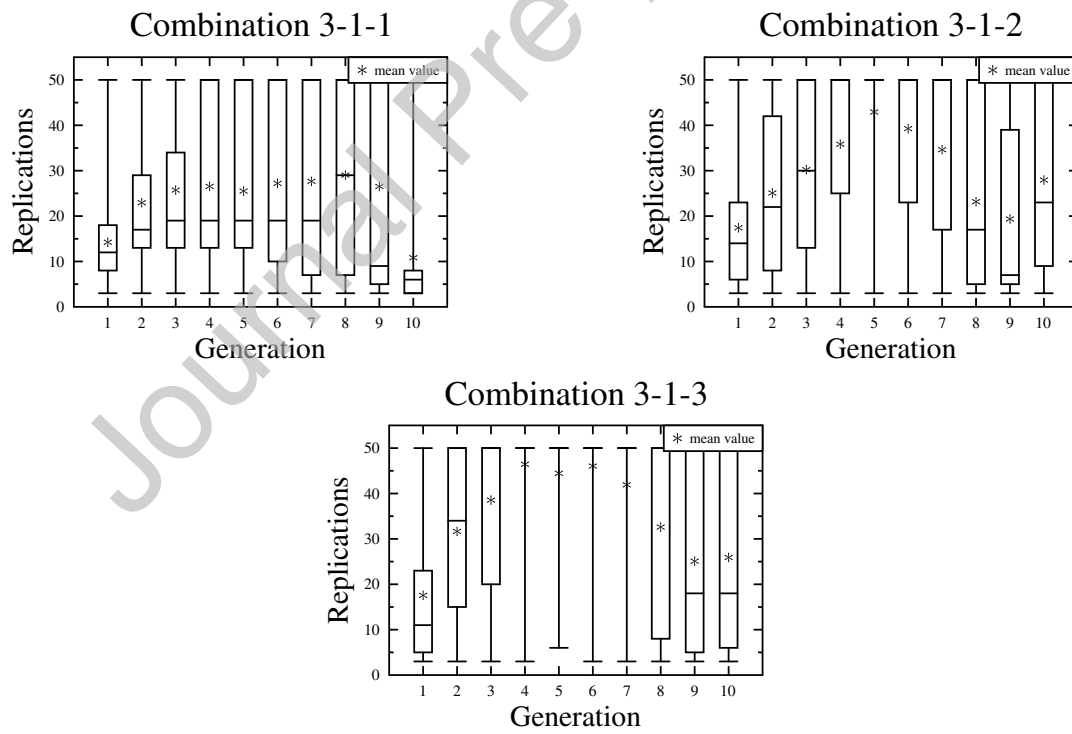 Combination 3-1-1
* mean value
50
40
30
20
10
0
Replications
1 2 3 4 5 6 7 8 9 10
Generation
Combination 3-1-2
* mean value
50
40
30
20
10
0
Replications
1 2 3 4 5 6 7 8 9 10
Generation
Combination 3-1-3
* mean value
50
40
30
20
10
0
Replications
1 2 3 4 5 6 7 8 9 10
Generation
Journal Pre